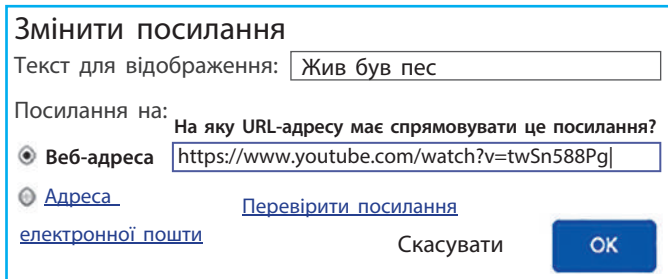 Змінити посилання
Текст для відображення: Жив був пес
Посилання на:
На яку URL-адресу має спрямовувати це посилання?
Веб-адреса https://www.youtube.com/watch?v=twSn588Pg
Адреса
електронної пошти
Перевірити посилання
Скасувати OK